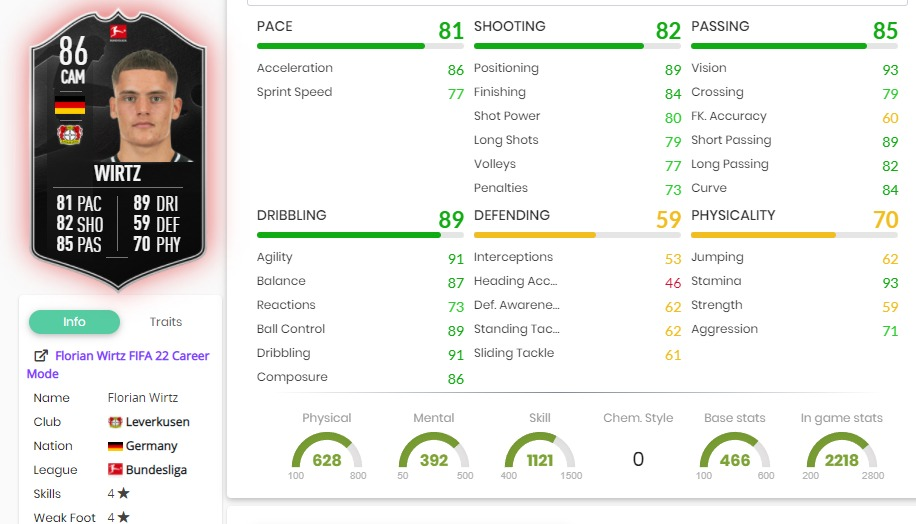 86
CAM
WIRTZ
81 PAC 89 DRI
82 SHO 59 DEF
85 PAS 70 PHY
Info Traits
Florian Wirtz FIFA 22 Career
Mode
Name Florian Wirtz
Club Leverkusen
Nation Germany
League Bundesliga
Skills 4★
Weak Foot 4★
PACE 81
Acceleration 86
Sprint Speed 77
SHOOTING 82
Positioning 89
Finishing 84
Shot Power 80
Long Shots 79
Volleys 77
Penalties 73
PASSING 85
Vision 93
Crossing 79
FK. Accuracy 60
Short Passing 89
Long Passing 82
Curve 84
DRIBBLING 89
Agility 91
Balance 87
Reactions 73
Ball Control 89
Dribbling 91
Composure 86
DEFENDING 59
Interceptions 53
Heading Acc... 46
Def. Awarene... 62
Standing Tac... 62
Sliding Tackle 61
PHYSICALITY 70
Jumping 62
Stamina 93
Strength 59
Aggression 71
Physical
628
100 800
Mental
392
50 500
Skill
1121
400 1500
Chem. Style
0
Base stats
466
100 600
In game stats
2218
200 2800